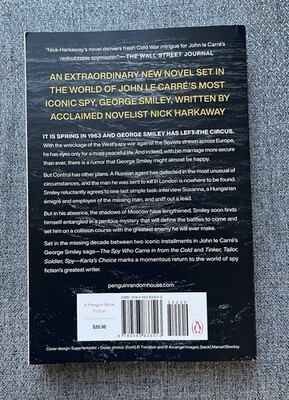 "Nick Harkaway's novel delivers fresh Cold War intrigue for John le Carré's
redoubtable spymaster." —THE WALL STREET JOURNAL
AN EXTRAORDINARY NEW NOVEL SET IN
THE WORLD OF JOHN LE CARRÉ'S MOST
ICONIC SPY, GEORGE SMILEY, WRITTEN BY
ACCLAIMED NOVELIST NICK HARKAWAY
IT IS SPRING IN 1963 AND GEORGE SMILEY HAS LEFT THE CIRCUS.
With the wreckage of the West's spy war against the Soviets strewn across Europe,
he has eyes only for a more peaceful life. And indeed, with his marriage more secure
than ever, there is a rumor that George Smiley might almost be happy.
But Control has other plans. A Russian agent has defected in the most unusual of
circumstances, and the man he was sent to kill in London is nowhere to be found.
Smiley reluctantly agrees to one last simple task: interview Susanna, a Hungarian
émigré and employee of the missing man, and sniff out a lead.
But in his absence, the shadows of Moscow have lengthened. Smiley soon finds
himself entangled in a perilous mystery that will define the battles to come and
set him on a collision course with the greatest enemy he will ever make.
Set in the missing decade between two iconic installments in John le Carré's
George Smiley saga—The Spy Who Came in from the Cold and Tinker, Tailor,
Soldier, Spy—Karla's Choice marks a momentous return to the world of spy
fiction's greatest writer.
penguinrandomhouse.com
A Penguin Book
Fiction
$20.00